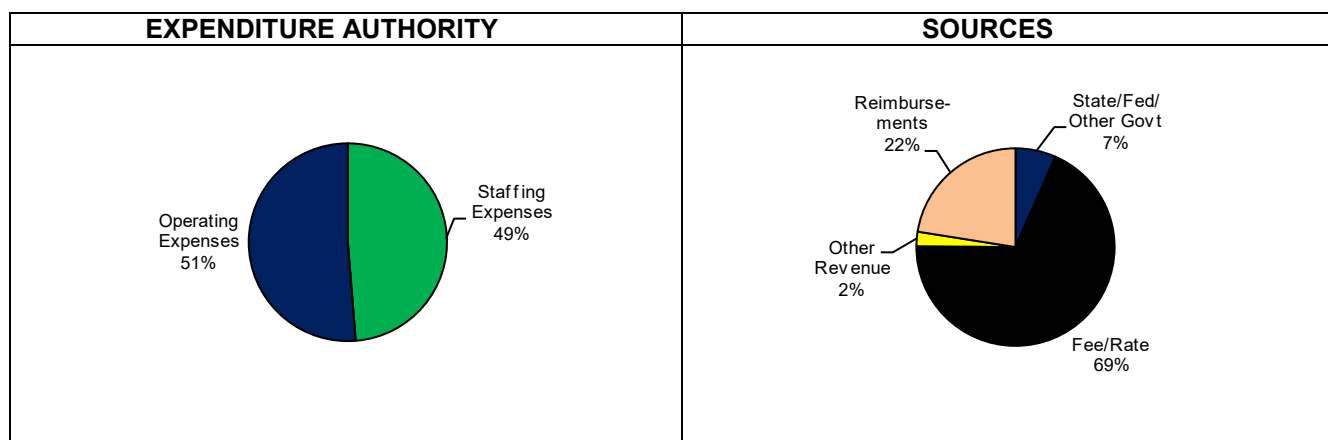 EXPENDITURE AUTHORITY
Operating
Expenses
51%
Staffing
Expenses
49%
SOURCES
Reimburse-
ments
22%
State/Fed/
Other Govt
7%
Other
Revenue
2%
Fee/Rate
69%